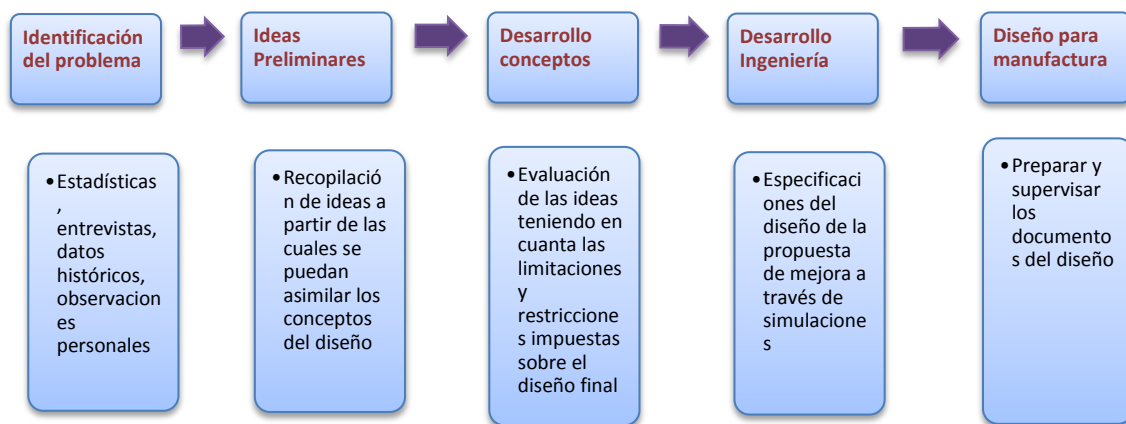 Identificación
del problema
Ideas
Preliminares
Desarrollo
conceptos
Desarrollo
Ingeniería
Diseño para
manufactura
•Estadísticas
,
entrevistas,
datos
históricos,
observacion
es
personales
•Recopilació
n de ideas a
partir de las
cuales se
puedan
asimilar los
conceptos
del diseño
•Evaluación
de las ideas
teniendo en
cuanta las
limitaciones
y
restriccione
s impuestas
sobre el
diseño final
•Especificaci
ones del
diseño de la
propuesta
de mejora a
través de
simulacione
s
•Preparar y
supervisar
los
documento
s del diseño